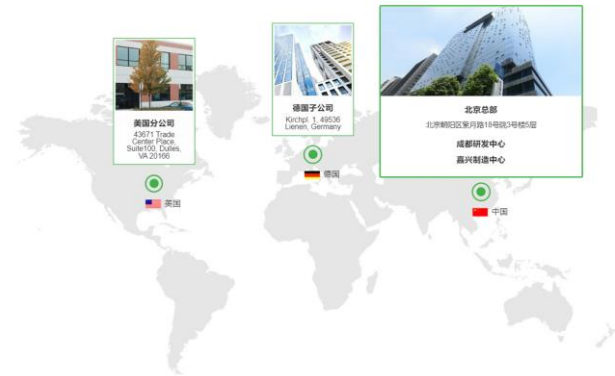 美国分公司
43671 Trade
Center Place,
Suite100, Dulles,
VA 20166
美国
德国子公司
Kirchpl. 1, 49536
Lienen, Germany
德国
北京总部
北京朝阳区紫月路18号院3号楼5层
成都研发中心
嘉兴制造中心
中国